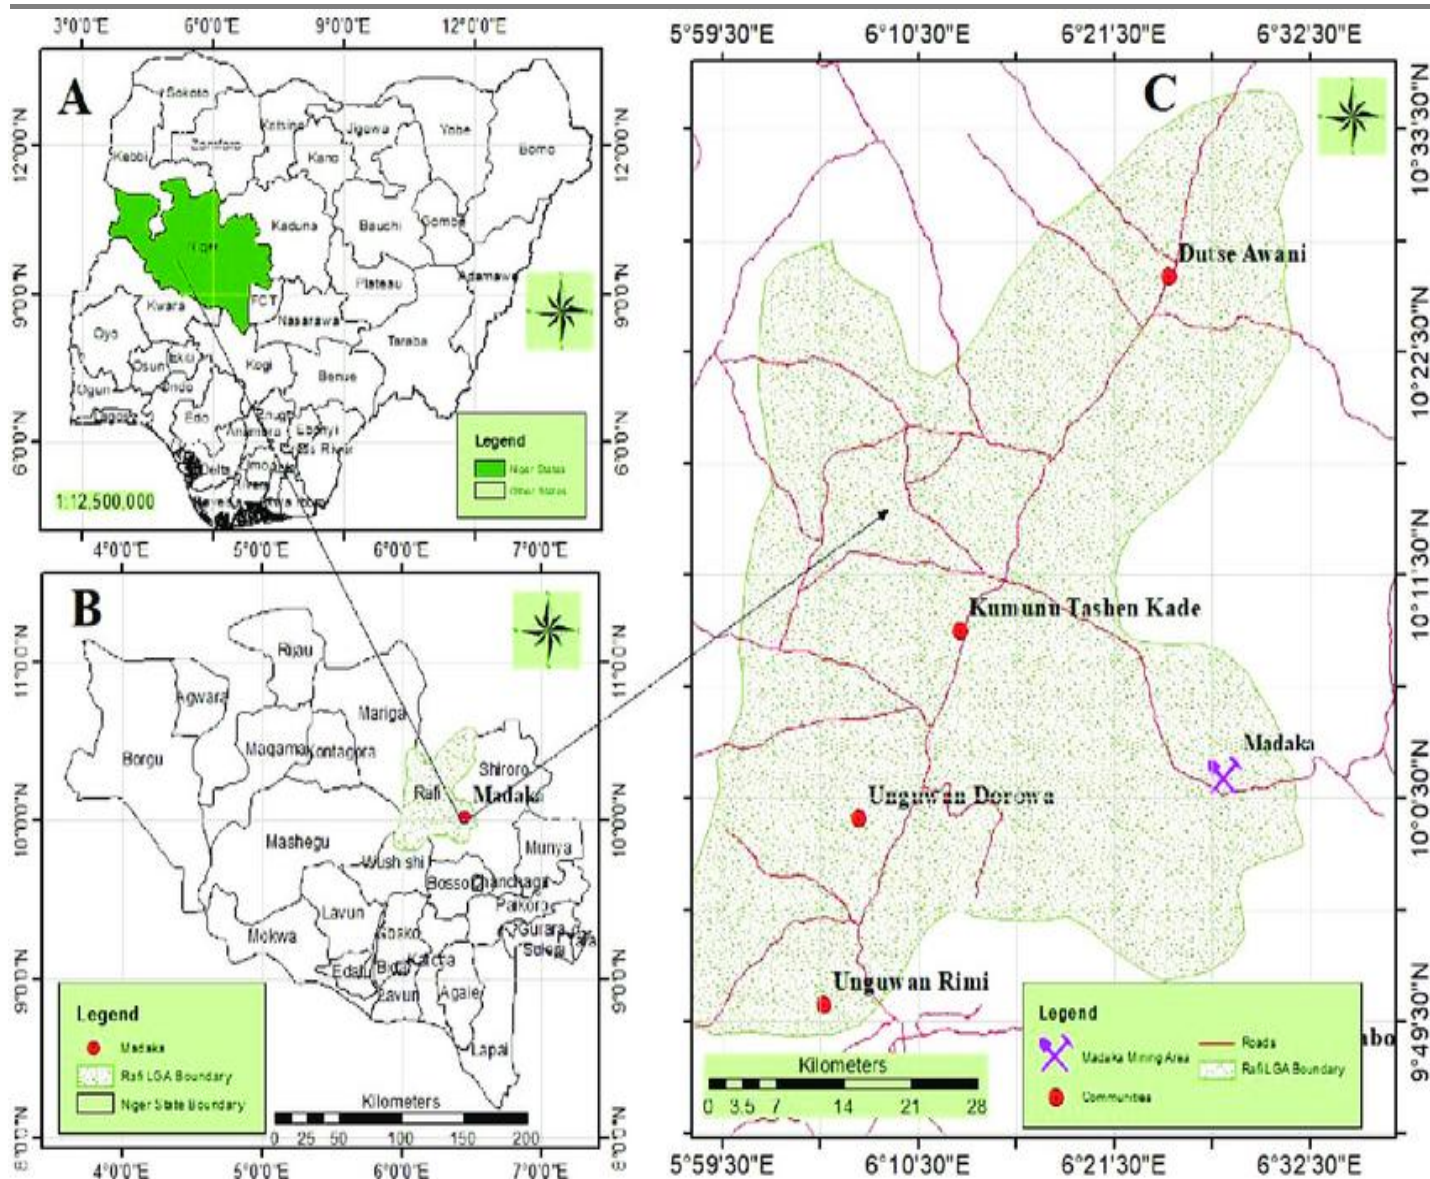 3°0'0"E 6°0'0"E 9°0'0"E 12°0'0"E
A
12°0'0"N
9°0'0"N
6°0'0"N
12°0'0"N
9°0'0"N
6°0'0"N
Sokoto
Katsina
Jigawa
Yobe
Borno
Kebbi
Zamfara
Kano
Kaduna
Bauchi
Gombe
Adamawa
Plateau
Kwara
FCT
Nasarawa
Oyo
Taraba
Osun
Ekiti
Kogi
Benue
Ogun
Ondo
Lagos
Edo
Enugu
Anambra
Ebonyi
Cross River
Delta
Imo
Legend
Niger States
Other States
1:12,500,000
4°0'0"E 5°0'0"E 6°0'0"E 7°0'0"E
B
11°0'0"N
10°0'0"N
9°0'0"N
8°0'0"N
11°0'0"N
10°0'0"N
9°0'0"N
8°0'0"N
Rijau
Agwara
Mariga
Borgu
Magama
Kontagora
Shiroro
Rafi
Madaka
Mashegu
Munya
Wushishi
Bosso
Chanchaga
Paikoro
Lavun
Gbako
Gurara
Mokwa
Katcha
Edati
Bida
Lavun
Agaie
Lapai
Legend
Madaka
Rafi LGA Boundary
Niger State Boundary
Kilometers
0 25 50 100 150 200
4°0'0"E 5°0'0"E 6°0'0"E 7°0'0"E
5°59'30"E 6°10'30"E 6°21'30"E 6°32'30"E
C
10°33'30"N
10°22'30"N
10°11'30"N
10°0'30"N
9°49'30"N
Dutse Awani
Kumunu Tashen Kade
Madaka
Unguwan Dorowa
Unguwan Rimi
Legend
Madaka Mining Area
Communities
Roads
Rafi LGA Boundary
Kilometers
0 3.5 7 14 21 28
5°59'30"E 6°10'30"E 6°21'30"E 6°32'30"E